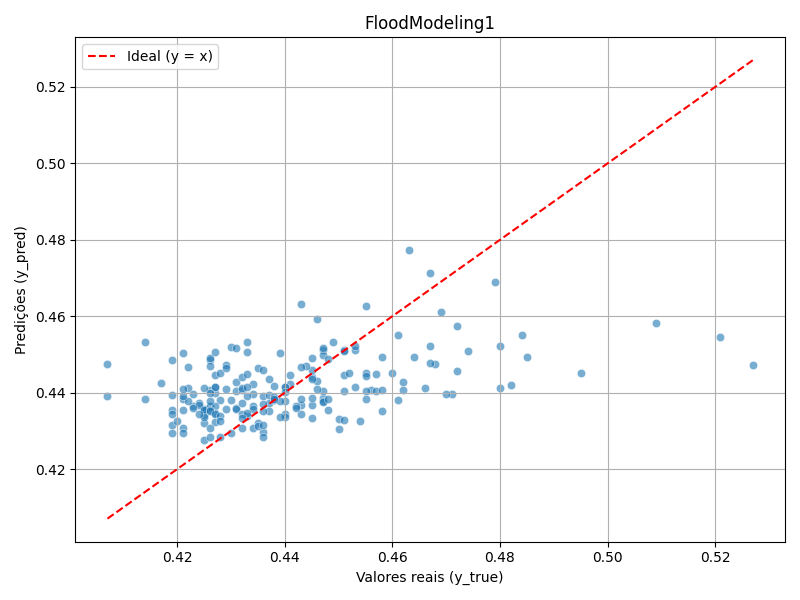 FloodModeling1
Ideal (y = x)
Predições (y_pred)
0.52
0.50
0.48
0.46
0.44
0.42
0.42 0.44 0.46 0.48 0.50 0.52
Valores reais (y_true)